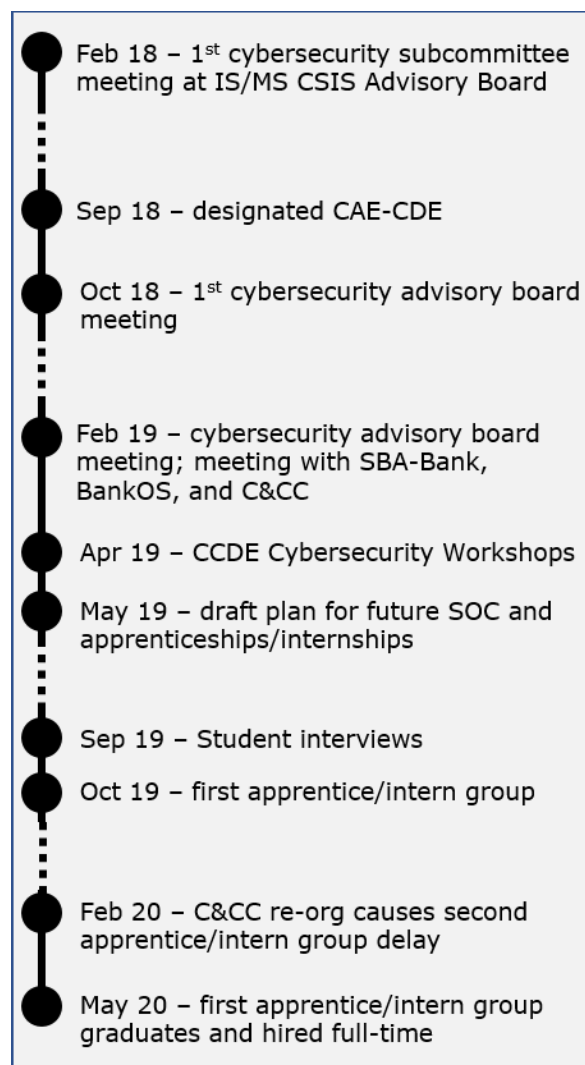 Feb 18 – 1st cybersecurity subcommittee
meeting at IS/MS CSIS Advisory Board
Sep 18 – designated CAE-CDE
Oct 18 – 1st cybersecurity advisory board
meeting
Feb 19 – cybersecurity advisory board
meeting; meeting with SBA-Bank,
BankOS, and C&CC
Apr 19 – CCDE Cybersecurity Workshops
May 19 – draft plan for future SOC and
apprenticeships/internships
Sep 19 – Student interviews
Oct 19 – first apprentice/intern group
Feb 20 – C&CC re-org causes second
apprentice/intern group delay
May 20 – first apprentice/intern group
graduates and hired full-time